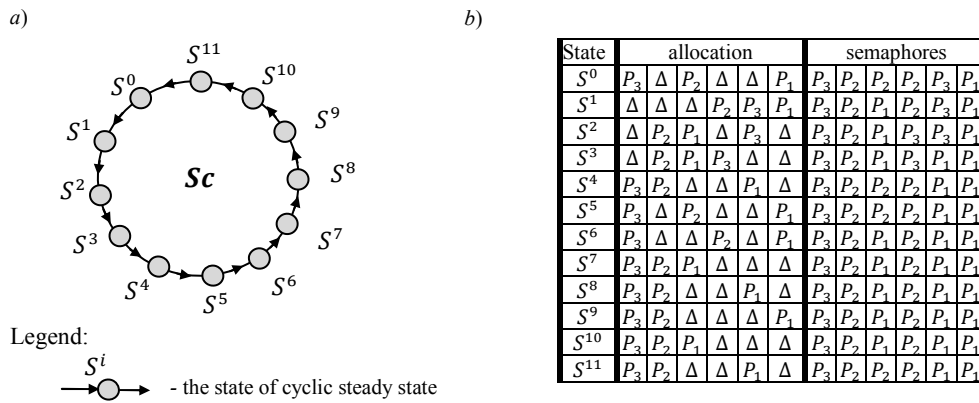 a)
b)
S¹¹
S⁰
S¹⁰
S¹
S⁹
S²
Sc
S⁸
S³
S⁷
S⁴
S⁵
S⁶
Legend:
Sⁱ
- the state of cyclic steady state
State allocation semaphores
S⁰ P₃ Δ P₂ Δ Δ P₁ P₃ P₂ P₂ P₂ P₃ P₁
S¹ Δ Δ Δ P₂ P₃ P₁ P₃ P₂ P₁ P₂ P₃ P₁
S² Δ P₂ P₁ Δ P₃ Δ P₃ P₂ P₁ P₃ P₃ P₁
S³ Δ P₂ P₁ P₃ Δ Δ P₃ P₂ P₁ P₃ P₁ P₁
S⁴ P₃ P₂ Δ Δ P₁ Δ P₃ P₂ P₂ P₂ P₁ P₁
S⁵ P₃ Δ P₂ Δ Δ P₁ P₃ P₂ P₂ P₂ P₁ P₁
S⁶ P₃ Δ Δ P₂ Δ P₁ P₃ P₂ P₁ P₂ P₁ P₁
S⁷ P₃ P₂ P₁ Δ Δ Δ P₃ P₂ P₁ P₂ P₁ P₁
S⁸ P₃ P₂ Δ Δ P₁ Δ P₃ P₂ P₁ P₂ P₁ P₁
S⁹ P₃ P₂ Δ Δ Δ P₁ P₃ P₂ P₁ P₂ P₁ P₁
S¹⁰ P₃ P₂ P₁ Δ Δ Δ P₃ P₂ P₁ P₂ P₁ P₁
S¹¹ P₃ P₂ Δ Δ P₁ Δ P₃ P₂ P₁ P₂ P₁ P₁